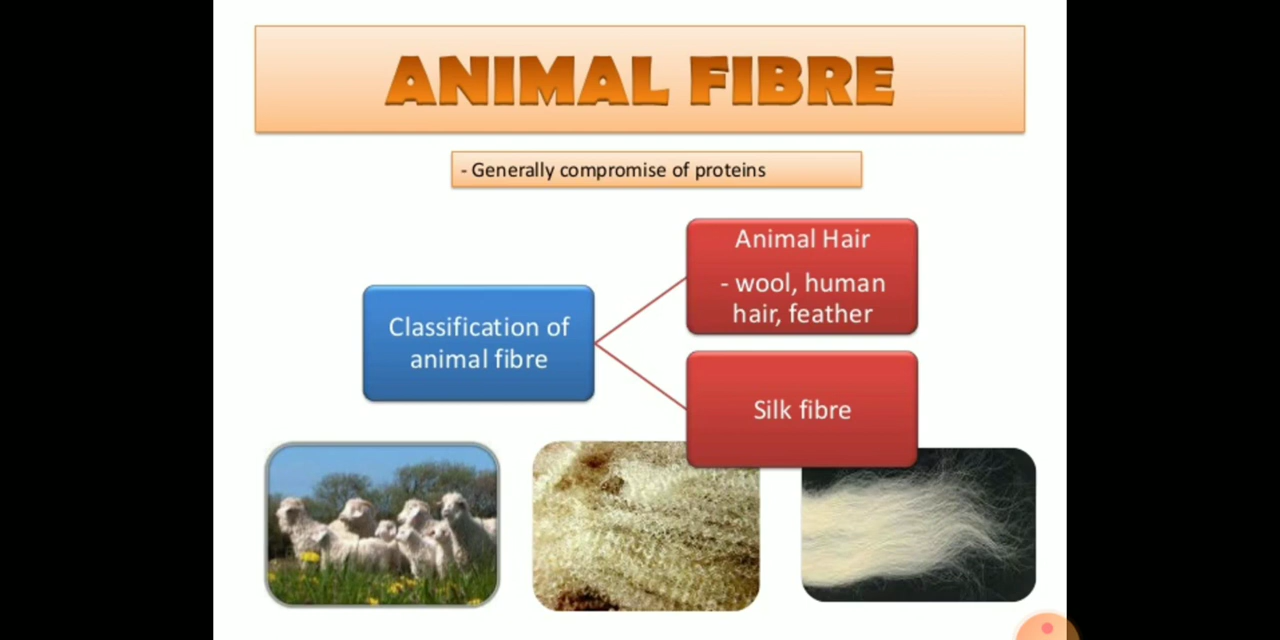 ANIMAL FIBRE
- Generally compromise of proteins
Classification of
animal fibre
Animal Hair
- wool, human
hair, feather
Silk fibre